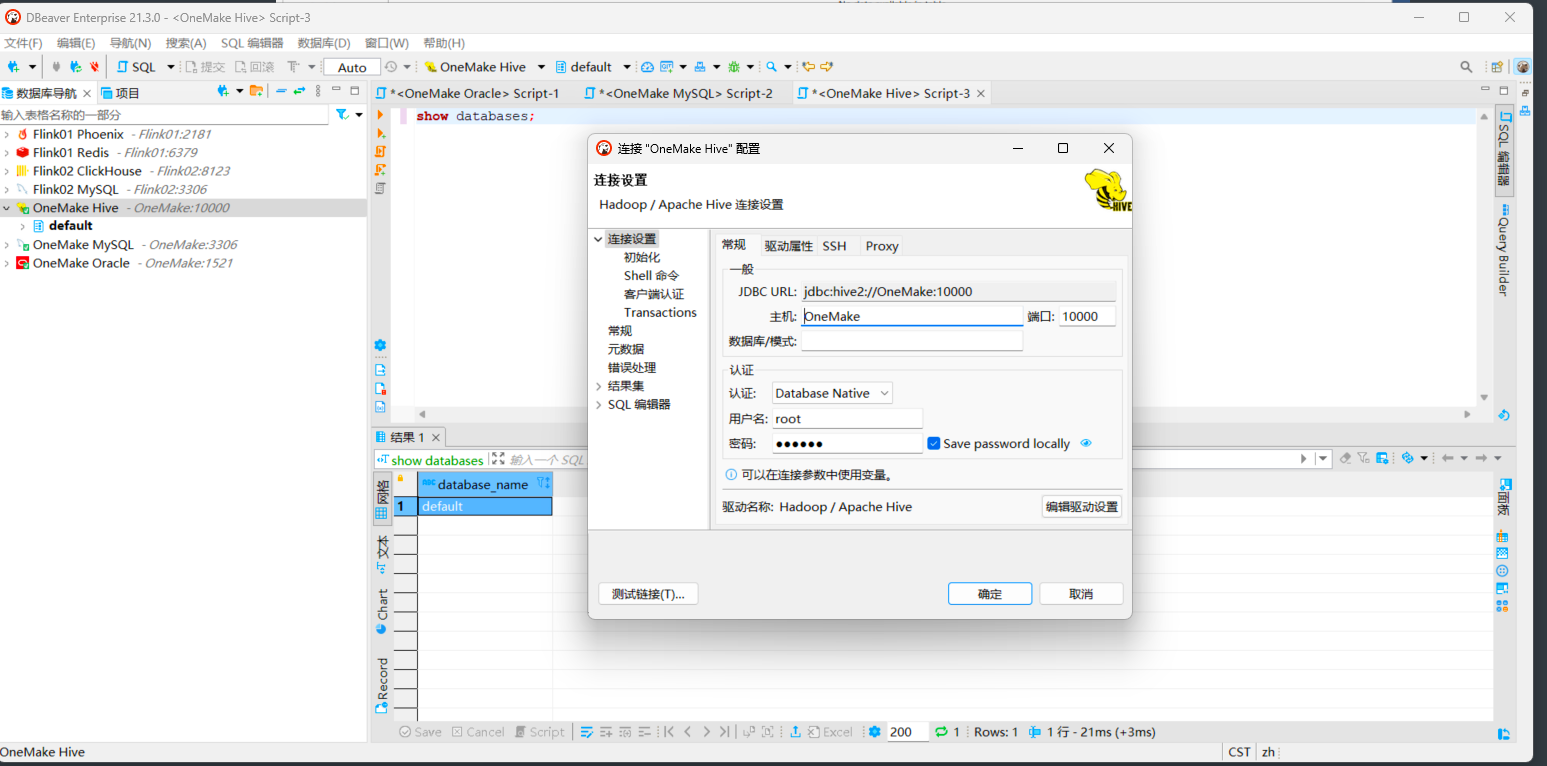 DBeaver Enterprise 21.3.0 - <OneMake Hive> Script-3
文件(F) 编辑(E) 导航(N) 搜索(A) SQL 编辑器 数据库(D) 窗口(W) 帮助(H)
SQL 提交 回滚 Auto OneMake Hive default
数据库导航 项目
输入表格名称的一部分
Flink01 Phoenix - Flink01:2181
Flink01 Redis - Flink01:6379
Flink02 ClickHouse - Flink02:8123
Flink02 MySQL - Flink02:3306
OneMake Hive - OneMake:10000
default
OneMake MySQL - OneMake:3306
OneMake Oracle - OneMake:1521
*<OneMake Oracle> Script-1 *<OneMake MySQL> Script-2 *<OneMake Hive> Script-3
show databases;
SQL 编辑器
Query Builder
连接 "OneMake Hive" 配置
连接设置
Hadoop / Apache Hive 连接设置
HIVE
连接设置
初始化
Shell 命令
客户端认证
Transactions
常规
元数据
错误处理
结果集
SQL 编辑器
常规 驱动属性 SSH Proxy
一般
JDBC URL: jdbc:hive2://OneMake:10000
主机: OneMake 端口: 10000
数据库/模式:
认证
认证: Database Native
用户名: root
密码: ●●●●●● Save password locally
可以在连接参数中使用变量。
驱动名称: Hadoop / Apache Hive 编辑驱动设置
测试链接(T)... 确定 取消
结果 1
show databases 输入一个 SQL
网格
文本
Chart
Record
database_name
1 default
面板
Save Cancel Script Excel 200 1 Rows: 1 1 行 - 21ms (+3ms)
OneMake Hive CST zh